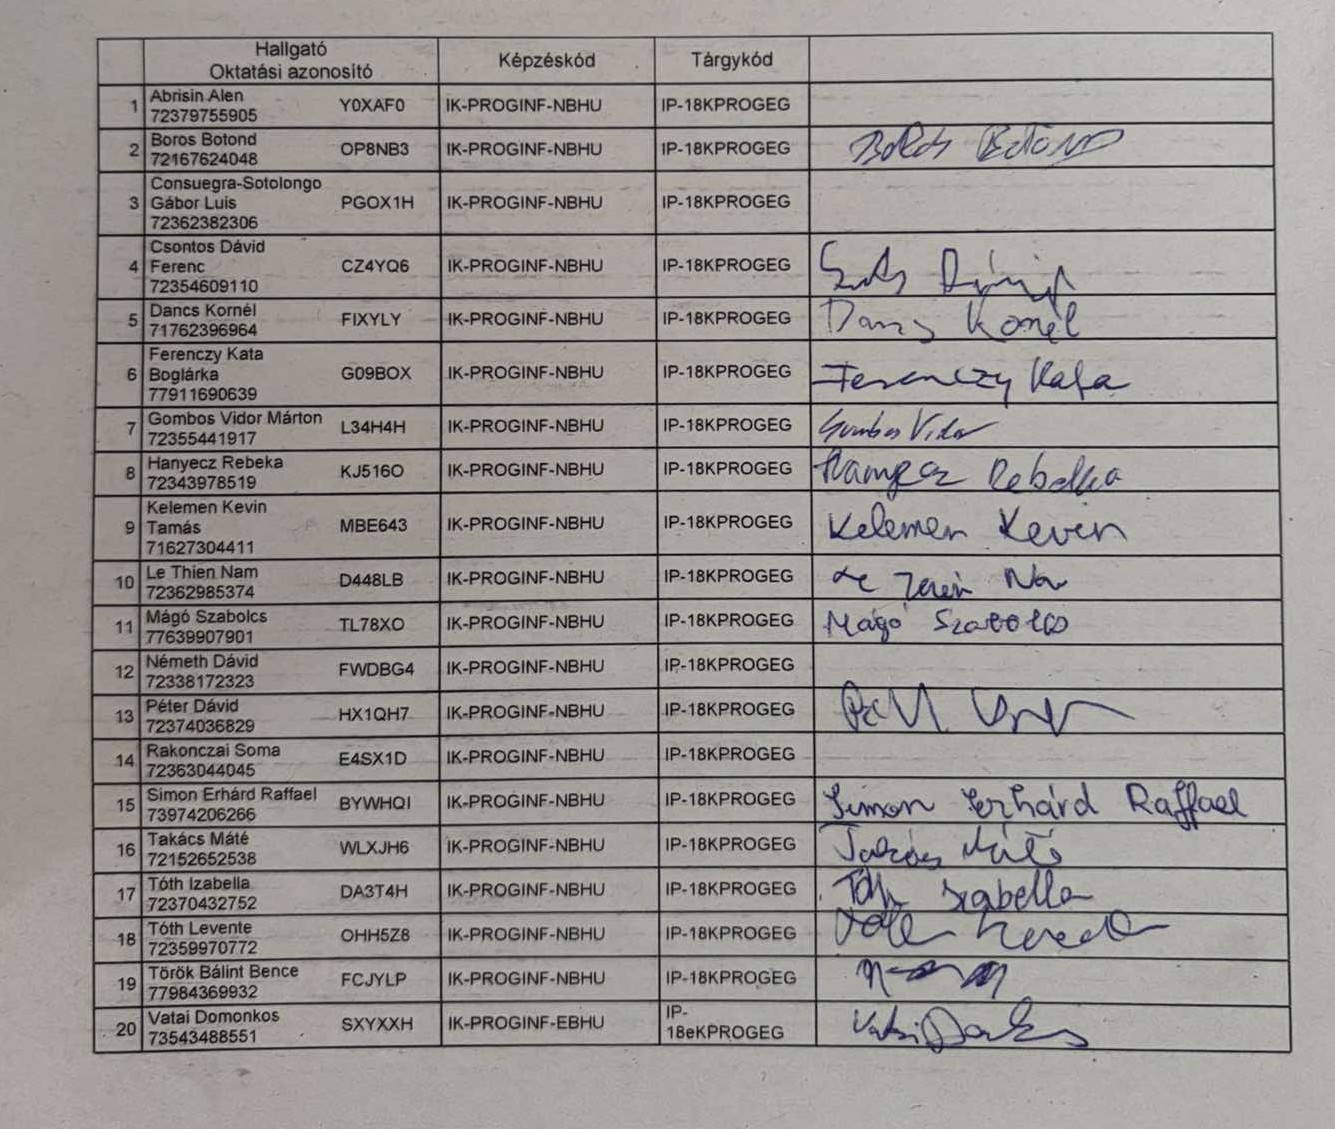 Hallgató
Oktatási azonosító Képzéskód Tárgykód
1 Abrisin Alen
72379755905 Y0XAF0 IK-PROGINF-NBHU IP-18KPROGEG
2 Boros Botond
72167624048 OP8NB3 IK-PROGINF-NBHU IP-18KPROGEG Boros Botond
3 Consuegra-Sotolongo
Gábor Luis
72362382306 PGOX1H IK-PROGINF-NBHU IP-18KPROGEG
4 Csontos Dávid
Ferenc
72354609110 CZ4YQ6 IK-PROGINF-NBHU IP-18KPROGEG
5 Dancs Kornél
71762396964 FIXYLY IK-PROGINF-NBHU IP-18KPROGEG Dancs Kornél
6 Ferenczy Kata
Boglárka
77911690639 G09BOX IK-PROGINF-NBHU IP-18KPROGEG Ferenczy Kata
7 Gombos Vidor Márton
72355441917 L34H4H IK-PROGINF-NBHU IP-18KPROGEG Gombos Vidor
8 Hanyecz Rebeka
72343978519 KJ516O IK-PROGINF-NBHU IP-18KPROGEG Hanyecz Rebeka
9 Kelemen Kevin
Tamás
71627304411 MBE643 IK-PROGINF-NBHU IP-18KPROGEG Kelemen Kevin
10 Le Thien Nam
72362985374 D448LB IK-PROGINF-NBHU IP-18KPROGEG Le
11 Mágó Szabolcs
77639907901 TL78XO IK-PROGINF-NBHU IP-18KPROGEG Mágó Szabolcs
12 Németh Dávid
72338172323 FWDBG4 IK-PROGINF-NBHU IP-18KPROGEG
13 Péter Dávid
72374036829 HX1QH7 IK-PROGINF-NBHU IP-18KPROGEG
14 Rakonczai Soma
72363044045 E4SX1D IK-PROGINF-NBHU IP-18KPROGEG
15 Simon Erhárd Raffael
73974206266 BYWHQI IK-PROGINF-NBHU IP-18KPROGEG Simon Erhárd Raffael
16 Takács Máté
72152652538 WLXJH6 IK-PROGINF-NBHU IP-18KPROGEG Takács Máté
17 Tóth Izabella
72370432752 DA3T4H IK-PROGINF-NBHU IP-18KPROGEG Tóth Izabella
18 Tóth Levente
72359970772 OHH5Z8 IK-PROGINF-NBHU IP-18KPROGEG
19 Török Bálint Bence
77984369932 FCJYLP IK-PROGINF-NBHU IP-18KPROGEG
20 Vatai Domonkos
73543488551 SXYXXH IK-PROGINF-EBHU IP-
18eKPROGEG